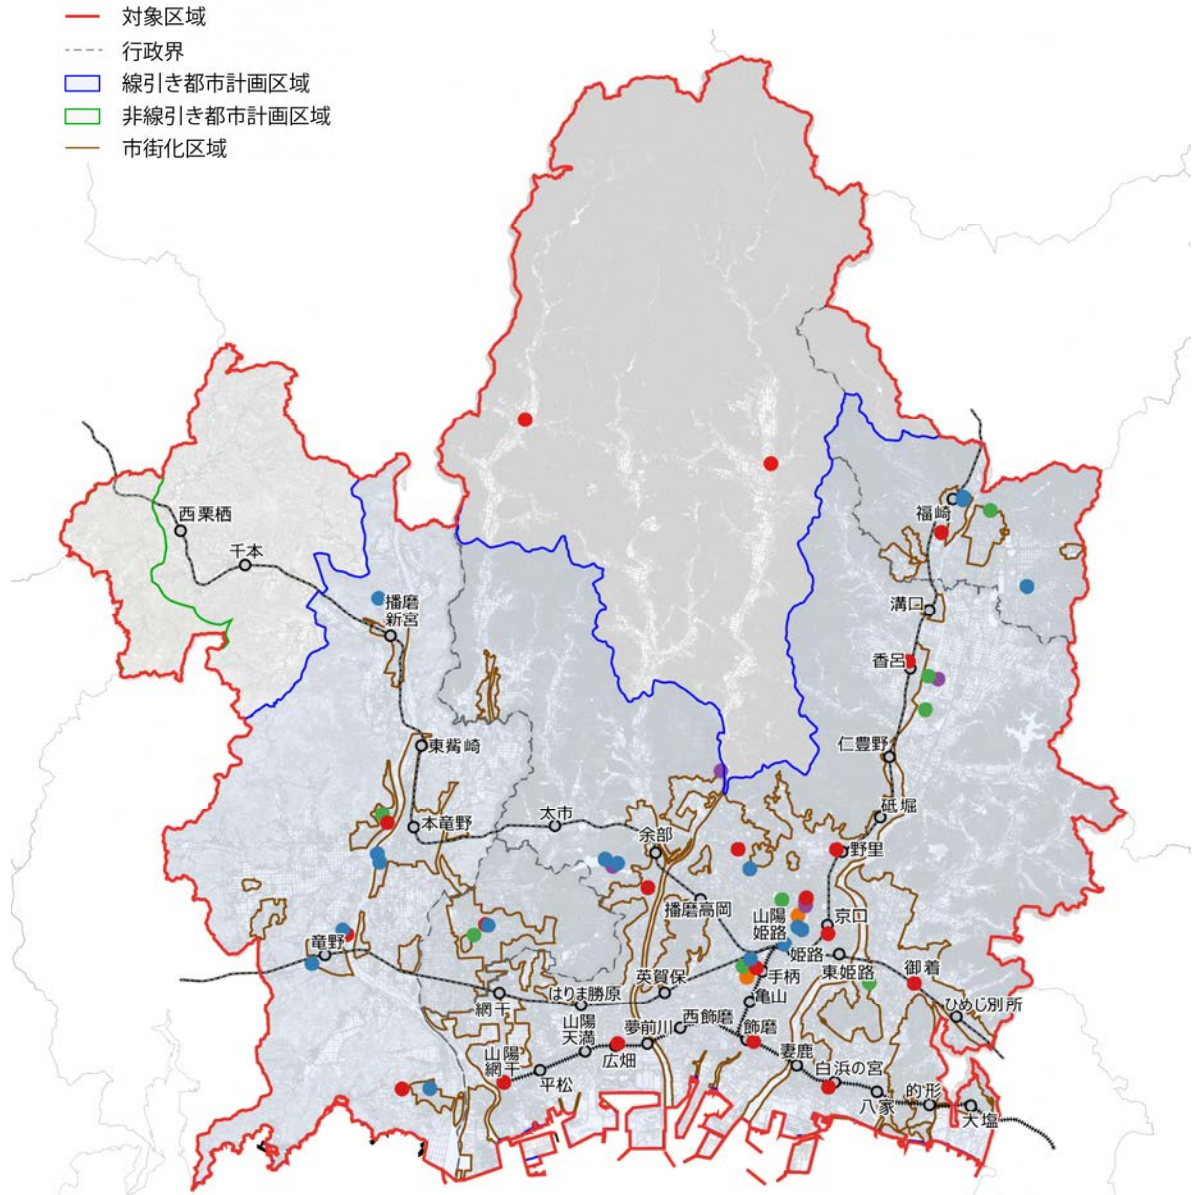 対象区域
行政界
線引き都市計画区域
非線引き都市計画区域
市街化区域
西栗栖
千本
福崎
播磨
新宮
溝口
香呂
東觜崎
仁豊野
太市
本竜野
余部
砥堀
野里
播磨高岡
山陽
姫路
京口
竜野
姫路
東姫路
手柄
御着
英賀保
はりま勝原
網干
亀山
ひめじ別所
西飾磨
山陽
天満
夢前川
飾磨
広畑
山陽
網干
平松
妻鹿
白浜の宮
八家
的形
大塩